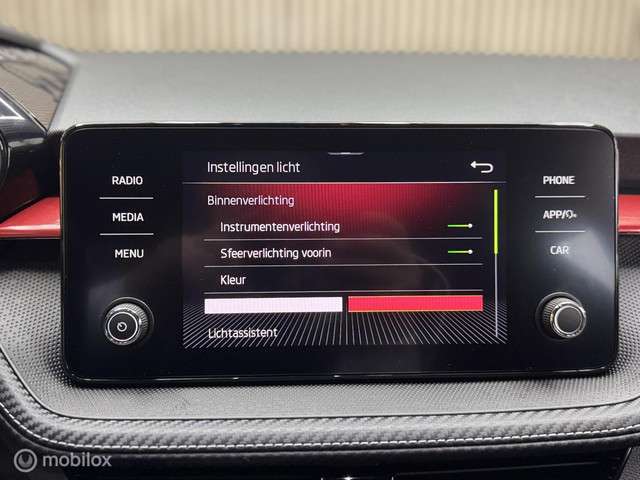 Instellingen licht
RADIO
MEDIA
MENU
Binnenverlichting
Instrumentenverlichting
Sfeerverlichting voorin
Kleur
Lichtassistent
PHONE
APP/
CAR
mobilox